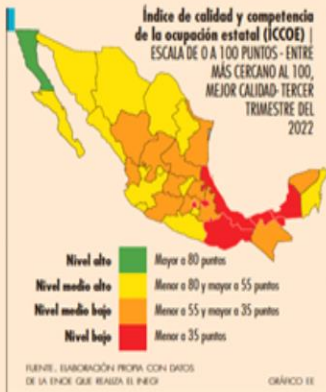 Índice de calidad y competencia
de la ocupación estatal (ICCOE) |
ESCALA DE 0 A 100 PUNTOS - ENTRE
MÁS CERCANO AL 100,
MEJOR CALIDAD- TERCER
TRIMESTRE DEL
2022
Nivel alto Mayor a 80 puntos
Nivel medio alto Menor a 80 y mayor a 55 puntos
Nivel medio bajo Menor a 55 y mayor a 35 puntos
Nivel bajo Menor a 35 puntos
FUENTE. ELABORACIÓN PROPIA CON DATOS
DE LA ENOE QUE REALIZA EL INEGI
GRÁFICO EE